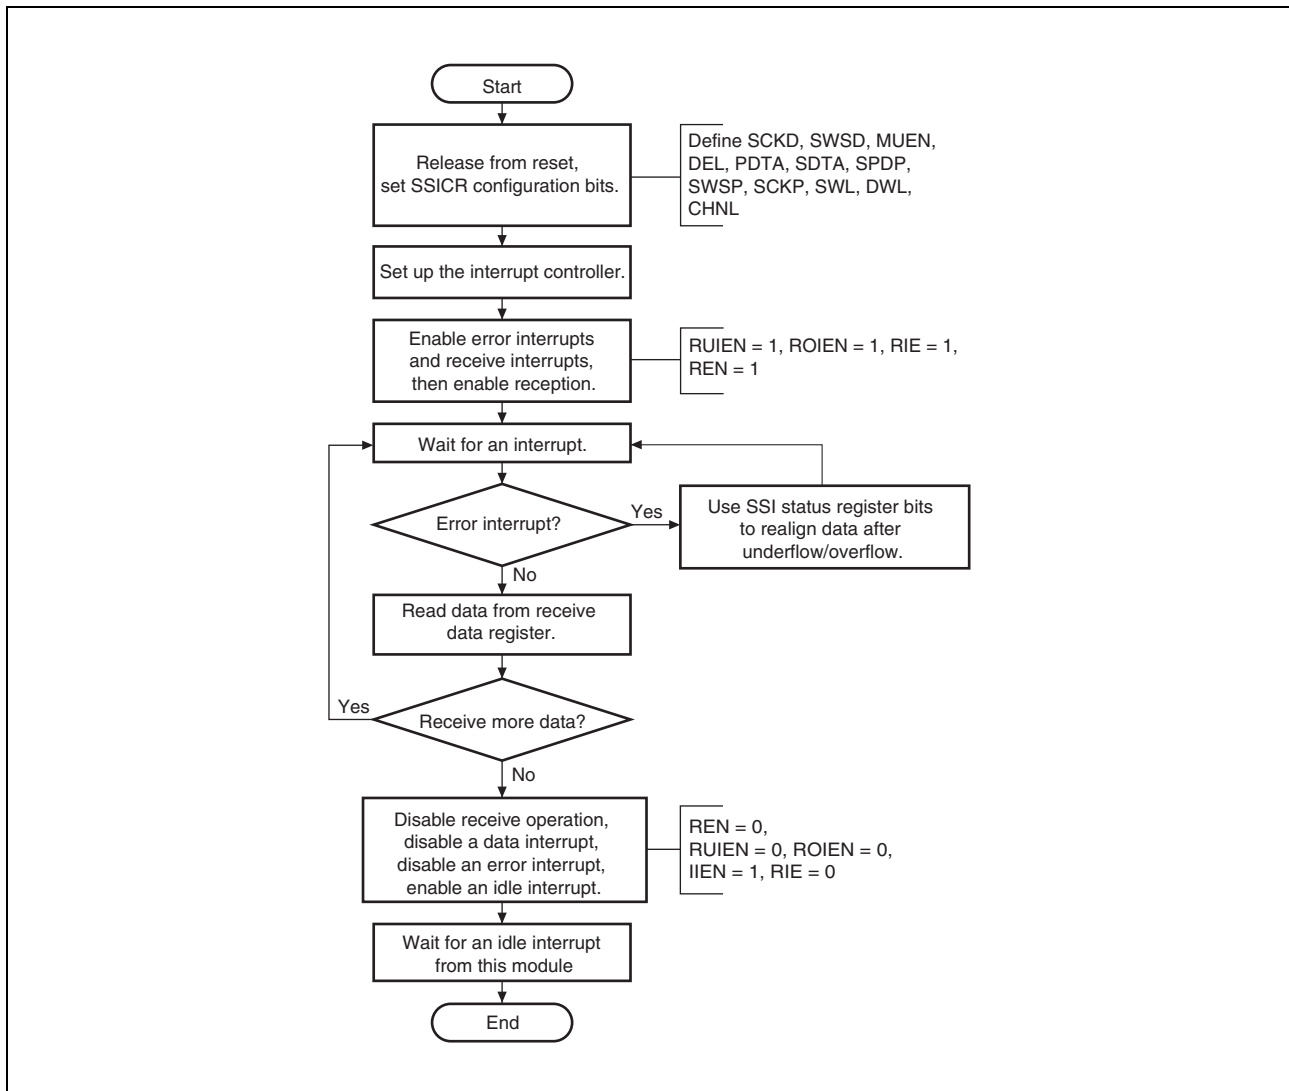 Start
Release from reset,
set SSICR configuration bits.
Define SCKD, SWSD, MUEN,
DEL, PDTA, SDTA, SPDP,
SWSP, SCKP, SWL, DWL,
CHNL
Set up the interrupt controller.
Enable error interrupts
and receive interrupts,
then enable reception.
RUIEN = 1, ROIEN = 1, RIE = 1,
REN = 1
Wait for an interrupt.
Error interrupt?
Yes
Use SSI status register bits
to realign data after
underflow/overflow.
No
Read data from receive
data register.
Yes
Receive more data?
No
Disable receive operation,
disable a data interrupt,
disable an error interrupt,
enable an idle interrupt.
REN = 0,
RUIEN = 0, ROIEN = 0,
IIEN = 1, RIE = 0
Wait for an idle interrupt
from this module
End